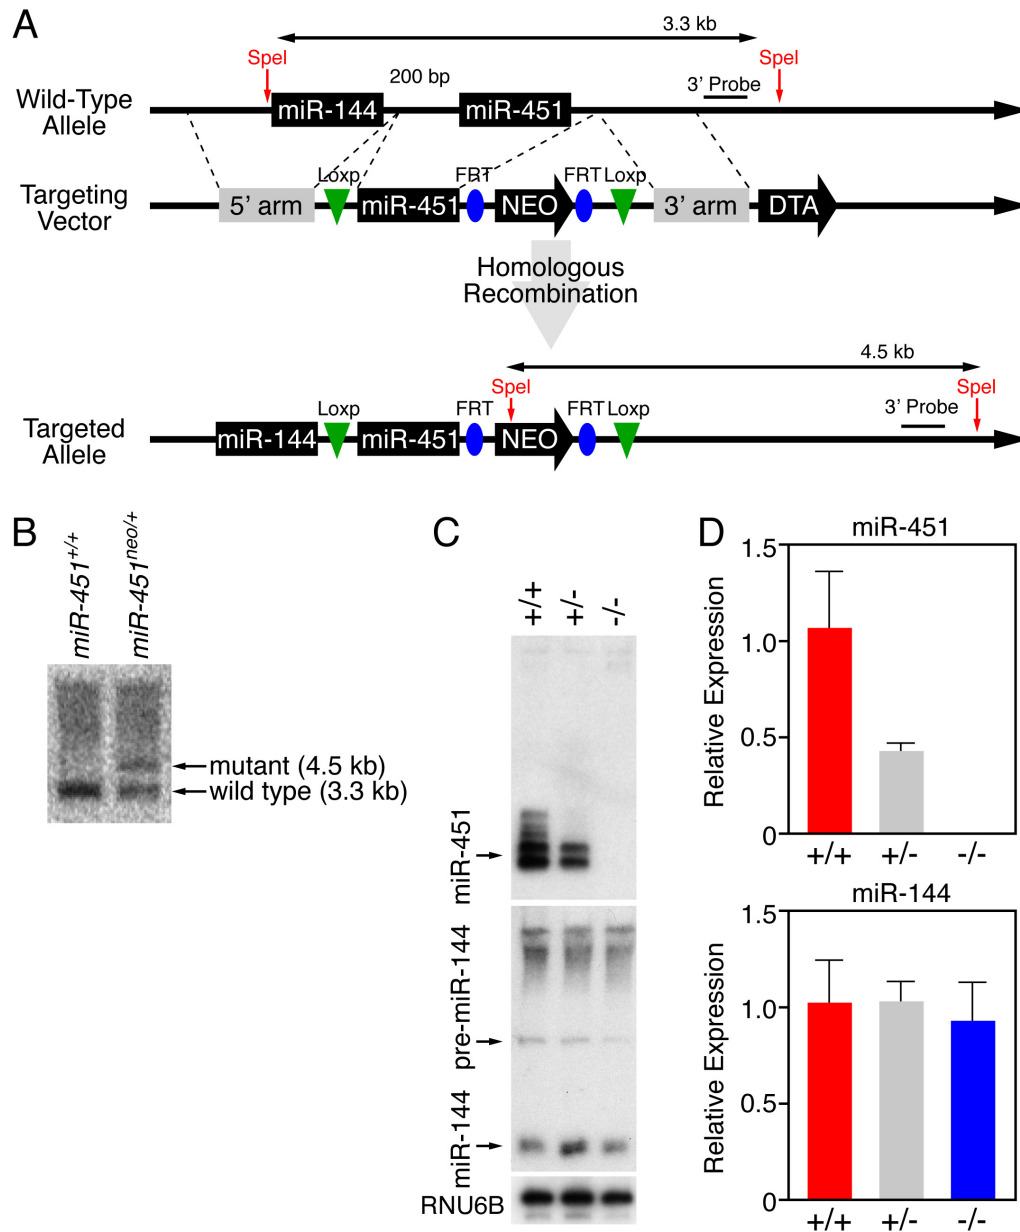 A
3.3 kb
SpeI
SpeI
200 bp
3’ Probe
Wild-Type
Allele
miR-144
miR-451
Loxp
FRT
FRT
Loxp
Targeting
Vector
5’ arm
miR-451
NEO
3’ arm
DTA
Homologous
Recombination
4.5 kb
SpeI
SpeI
Loxp
FRT
FRT
Loxp
3’ Probe
Targeted
Allele
miR-144
miR-451
NEO
B
miR-451+/+
miR-451neo/+
mutant (4.5 kb)
wild type (3.3 kb)
C
+/+
+/-
-/-
miR-451
pre-miR-144
miR-144
RNU6B
D
miR-451
Relative Expression
1.5
1.0
0.5
0
+/+
+/-
-/-
miR-144
Relative Expression
1.5
1.0
0.5
0
+/+
+/-
-/-